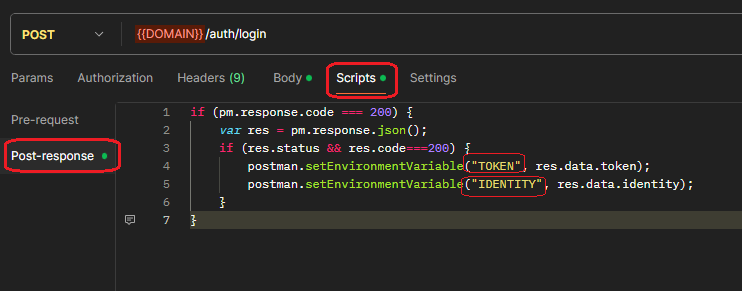 POST {{DOMAIN}}/auth/login
Params Authorization Headers (9) Body Scripts Settings
Pre-request
Post-response
1 if (pm.response.code === 200) {
2 var res = pm.response.json();
3 if (res.status && res.code===200) {
4 postman.setEnvironmentVariable("TOKEN", res.data.token);
5 postman.setEnvironmentVariable("IDENTITY", res.data.identity);
6 }
7 }